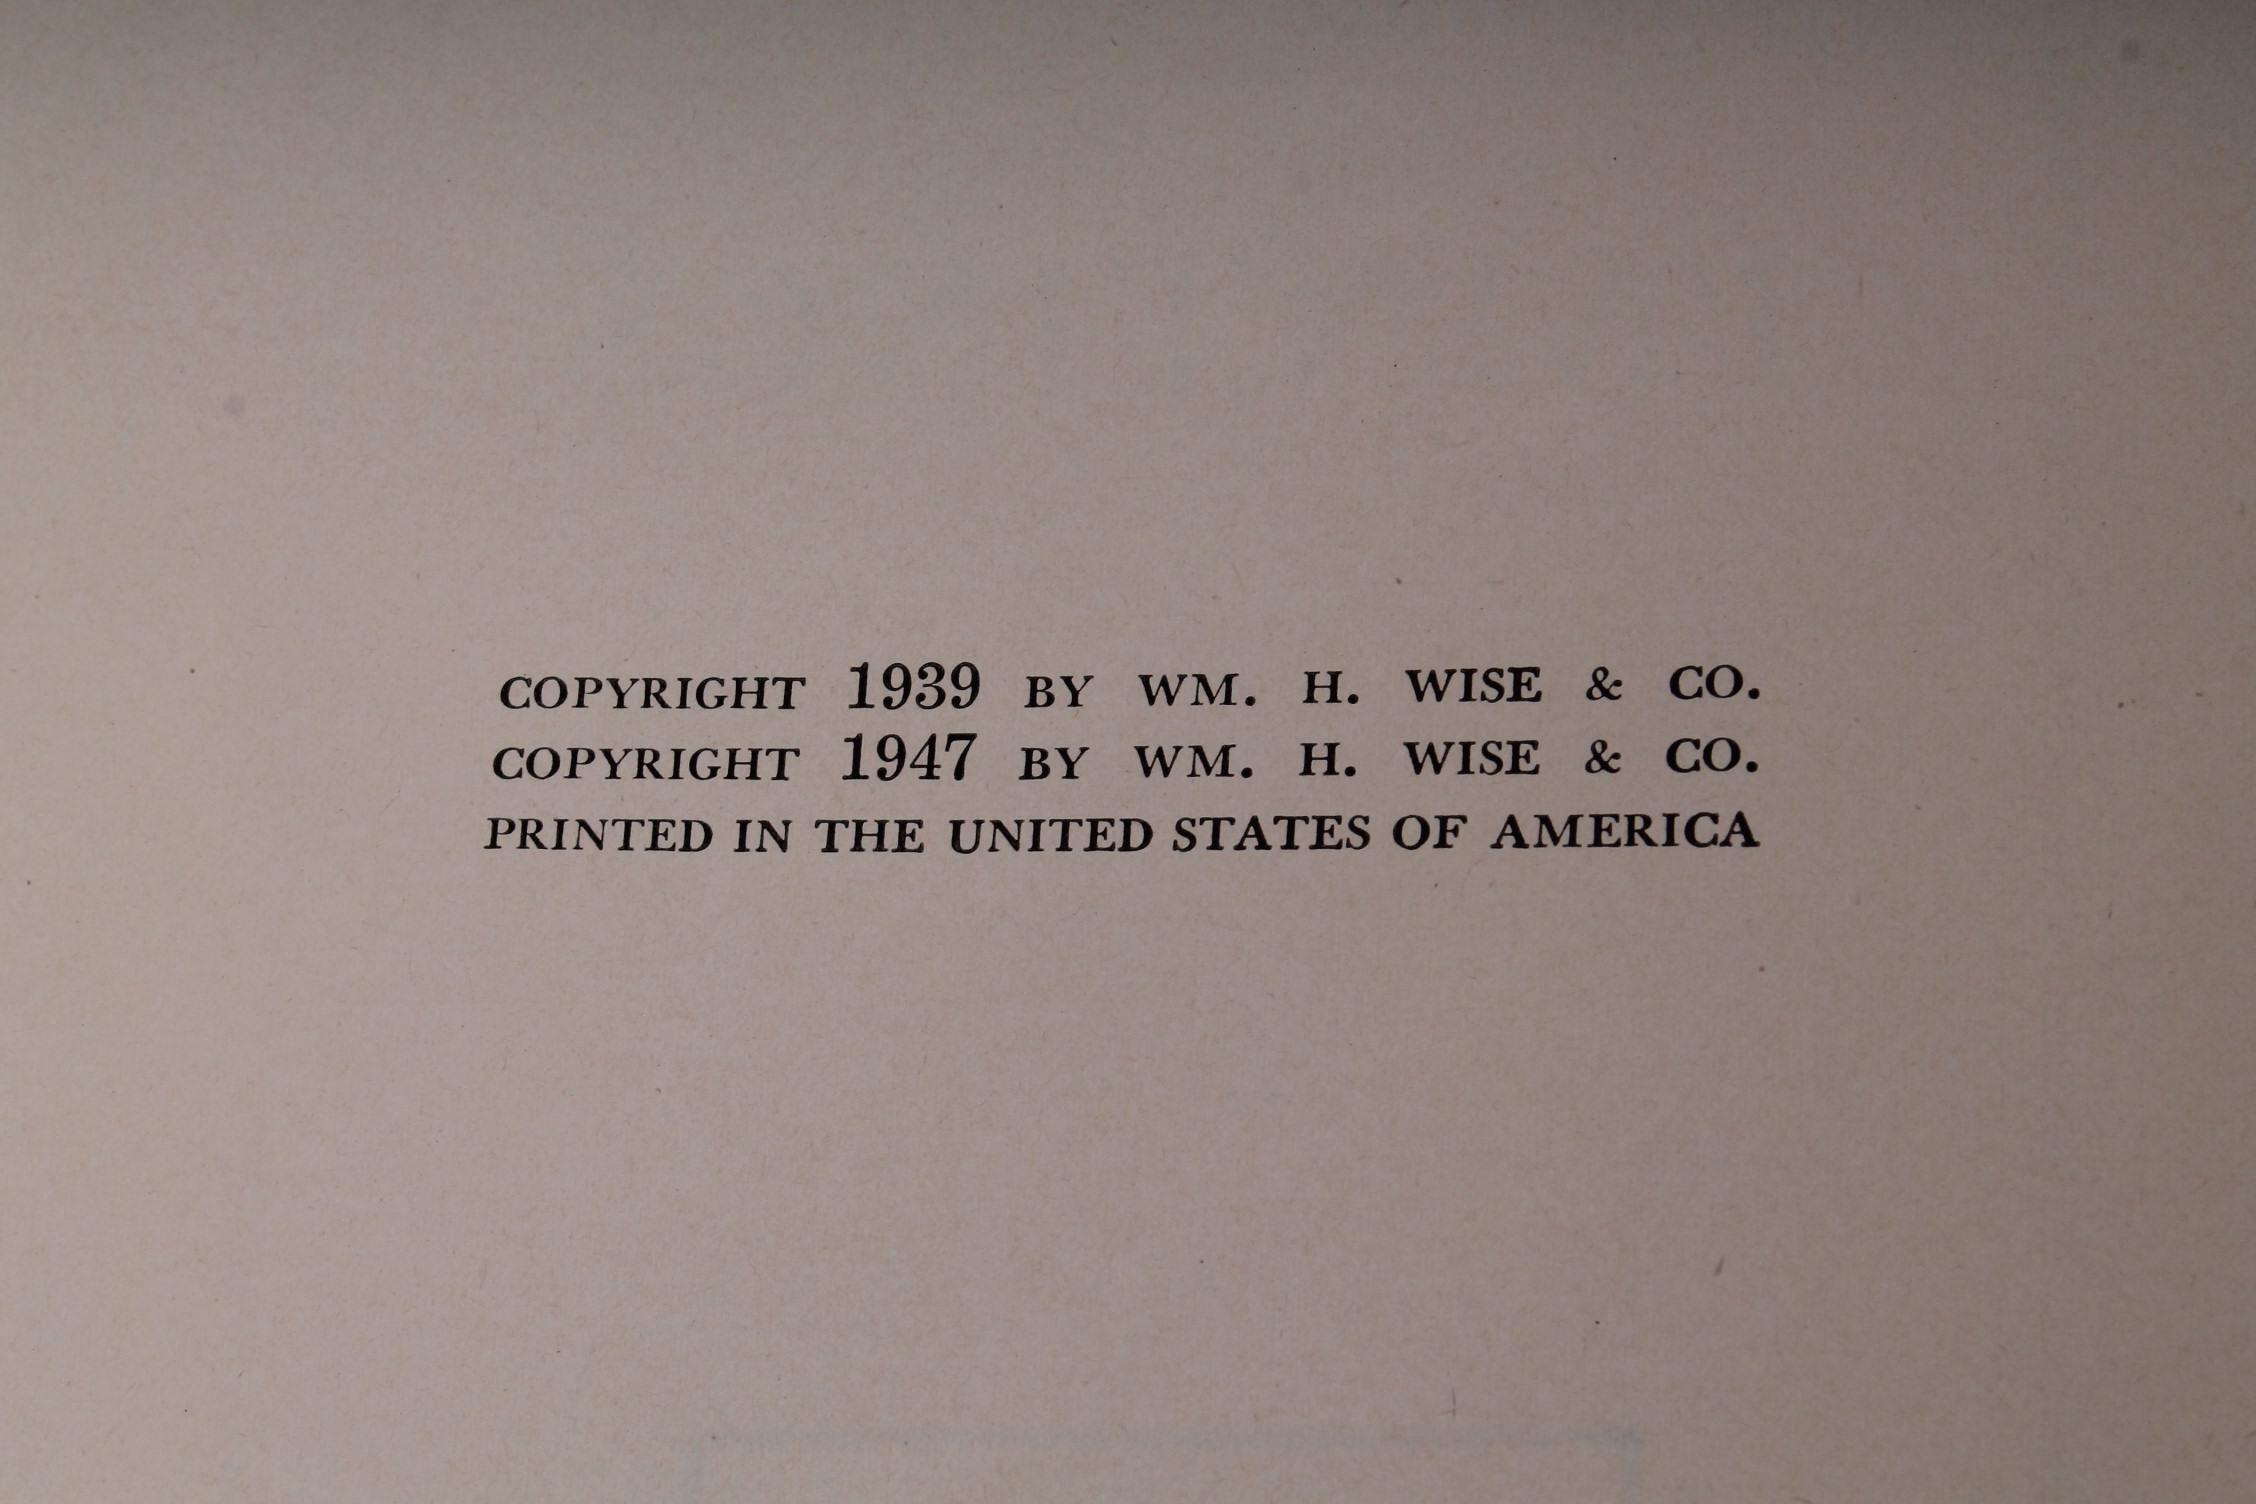 COPYRIGHT 1939 BY WM. H. WISE & CO.
COPYRIGHT 1947 BY WM. H. WISE & CO.
PRINTED IN THE UNITED STATES OF AMERICA